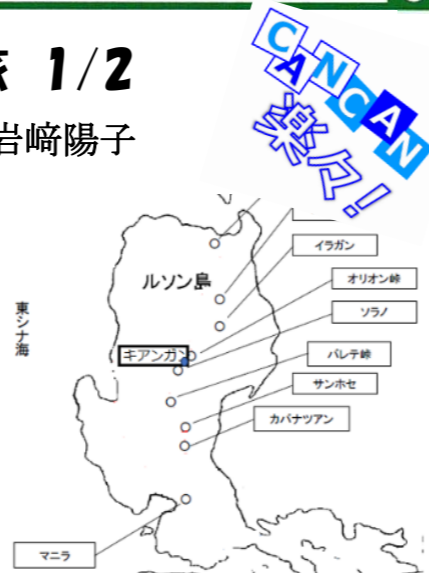 旅 1/2
岩﨑陽子
CANCAN
楽々!
イラガン
ルソン島
オリオン峠
東シナ海
ソラノ
キアンガン
バレテ峠
サンホセ
カバナツアン
マニラ